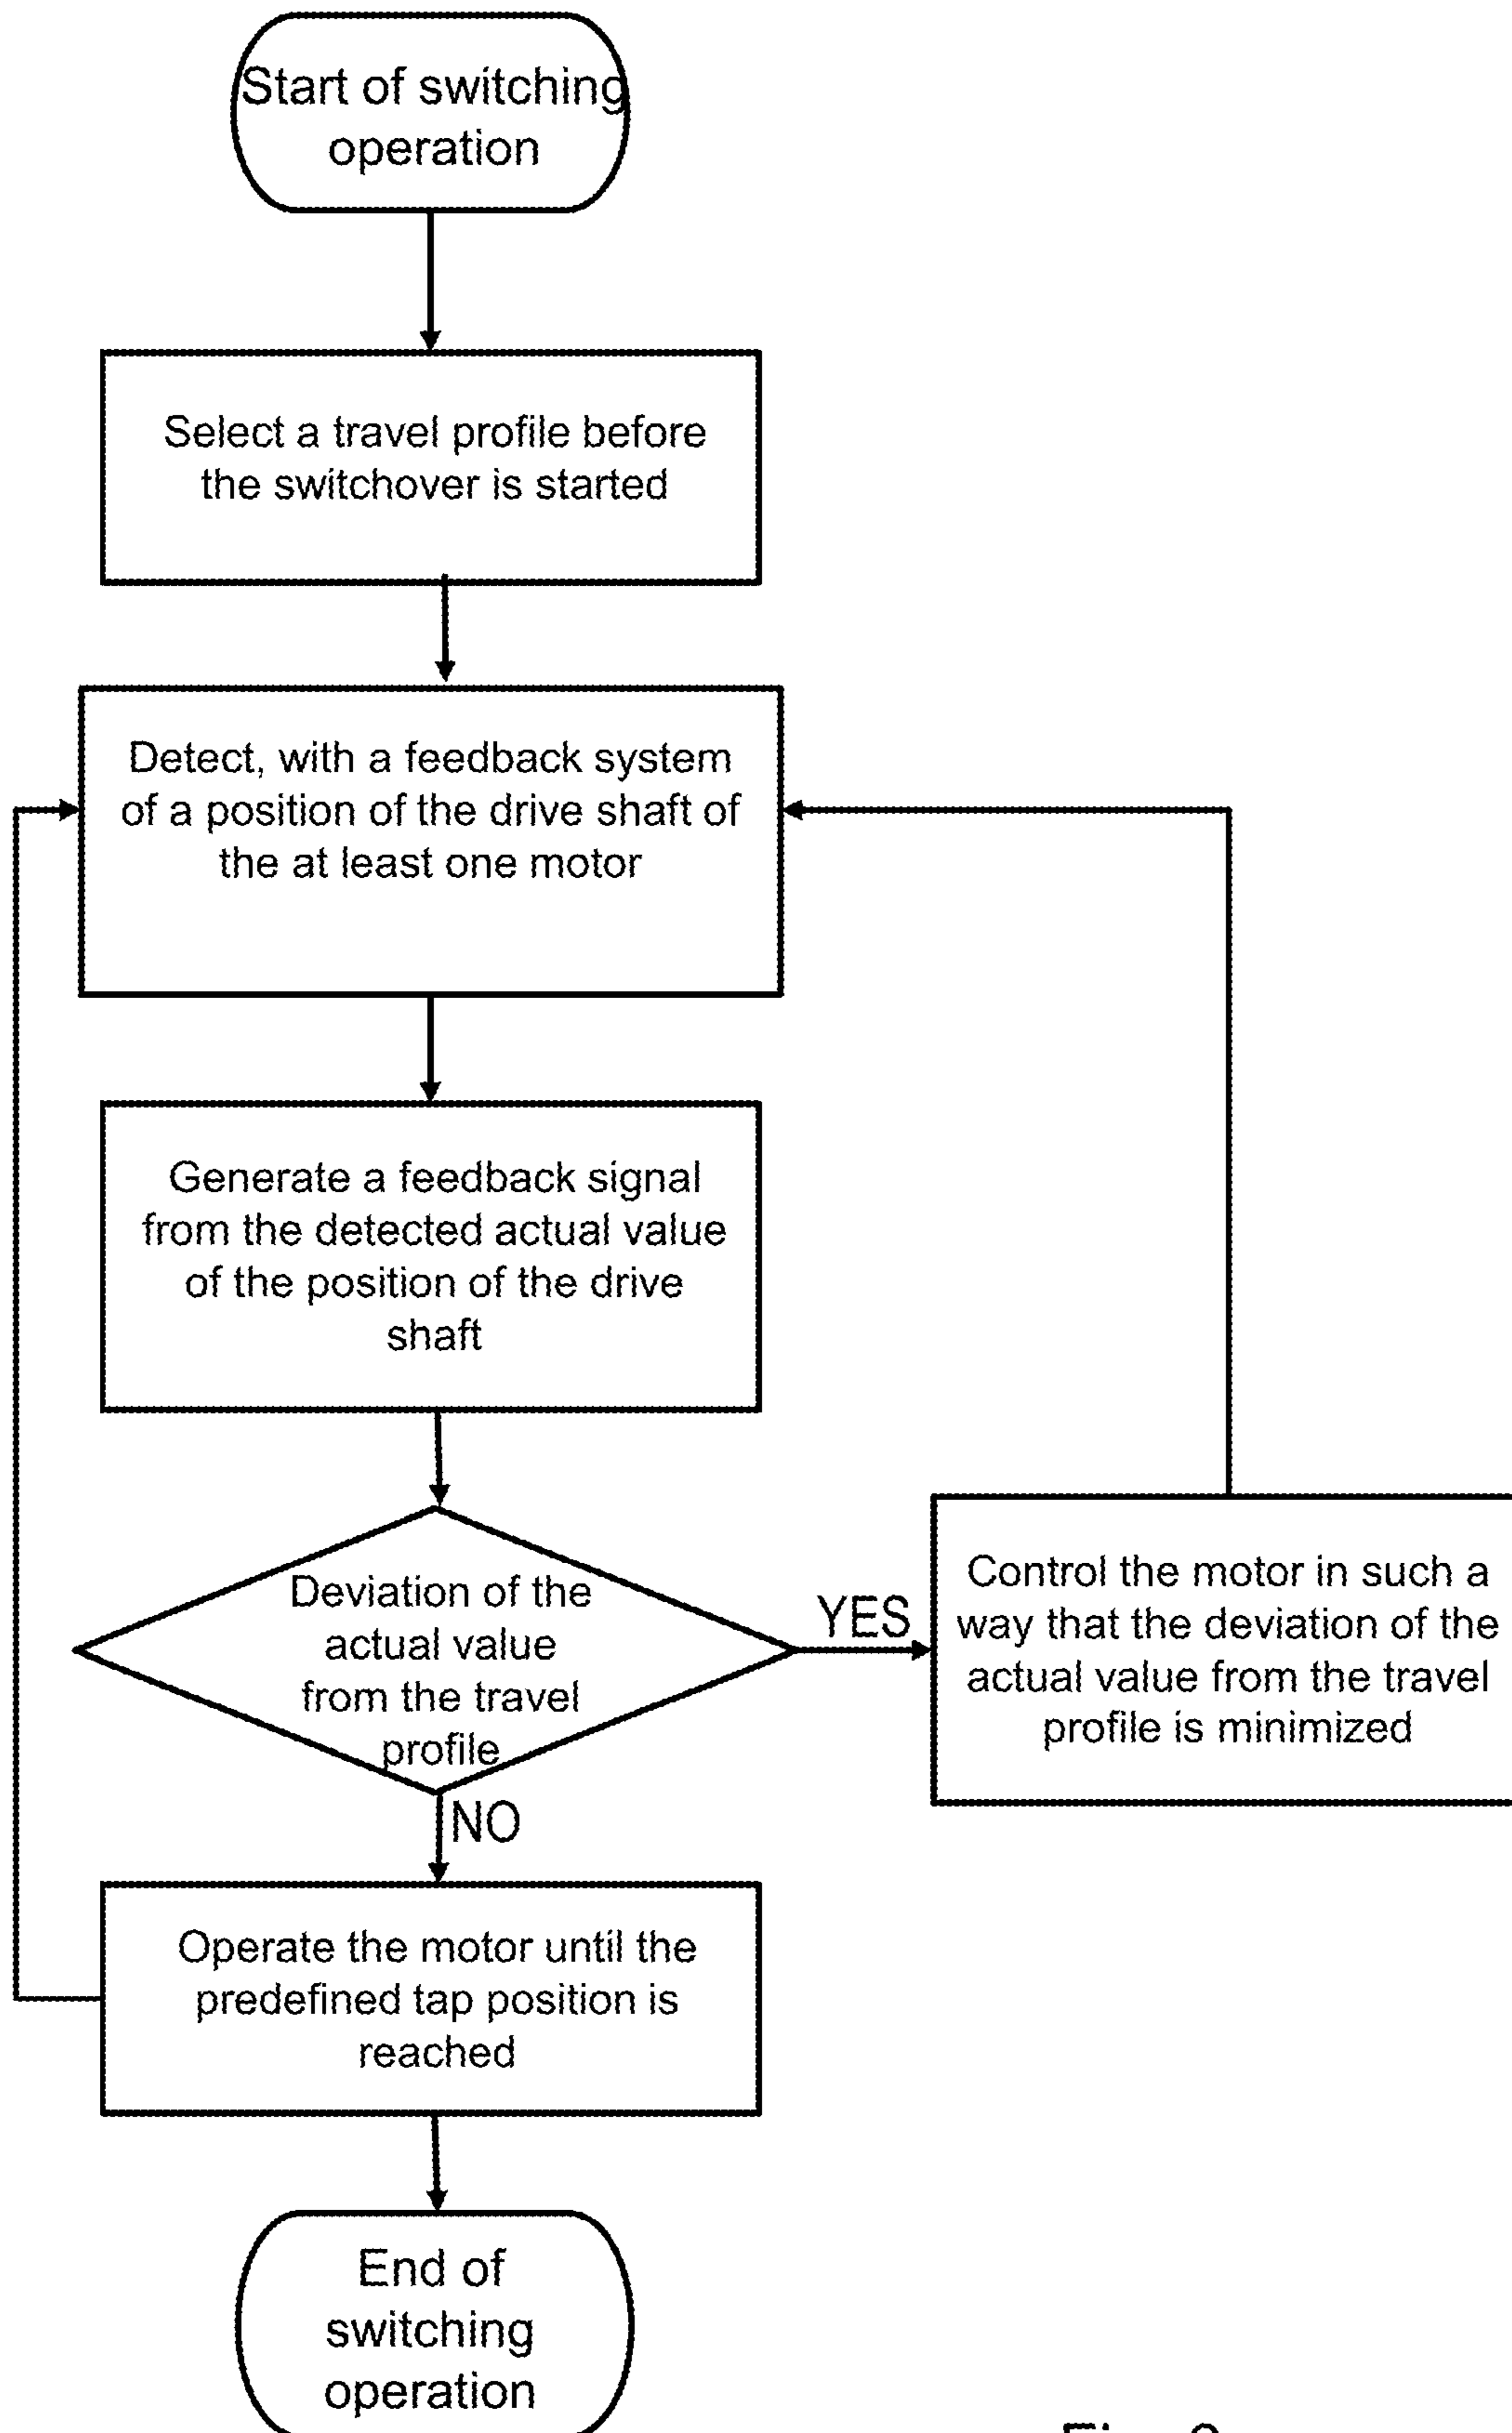 Start of switching
operation
Select a travel profile before
the switchover is started
Detect, with a feedback system
of a position of the drive shaft of
the at least one motor
Generate a feedback signal
from the detected actual value
of the position of the drive
shaft
Deviation of the
actual value
from the travel
profile
YES
Control the motor in such a
way that the deviation of the
actual value from the travel
profile is minimized
NO
Operate the motor until the
predefined tap position is
reached
End of
switching
operation